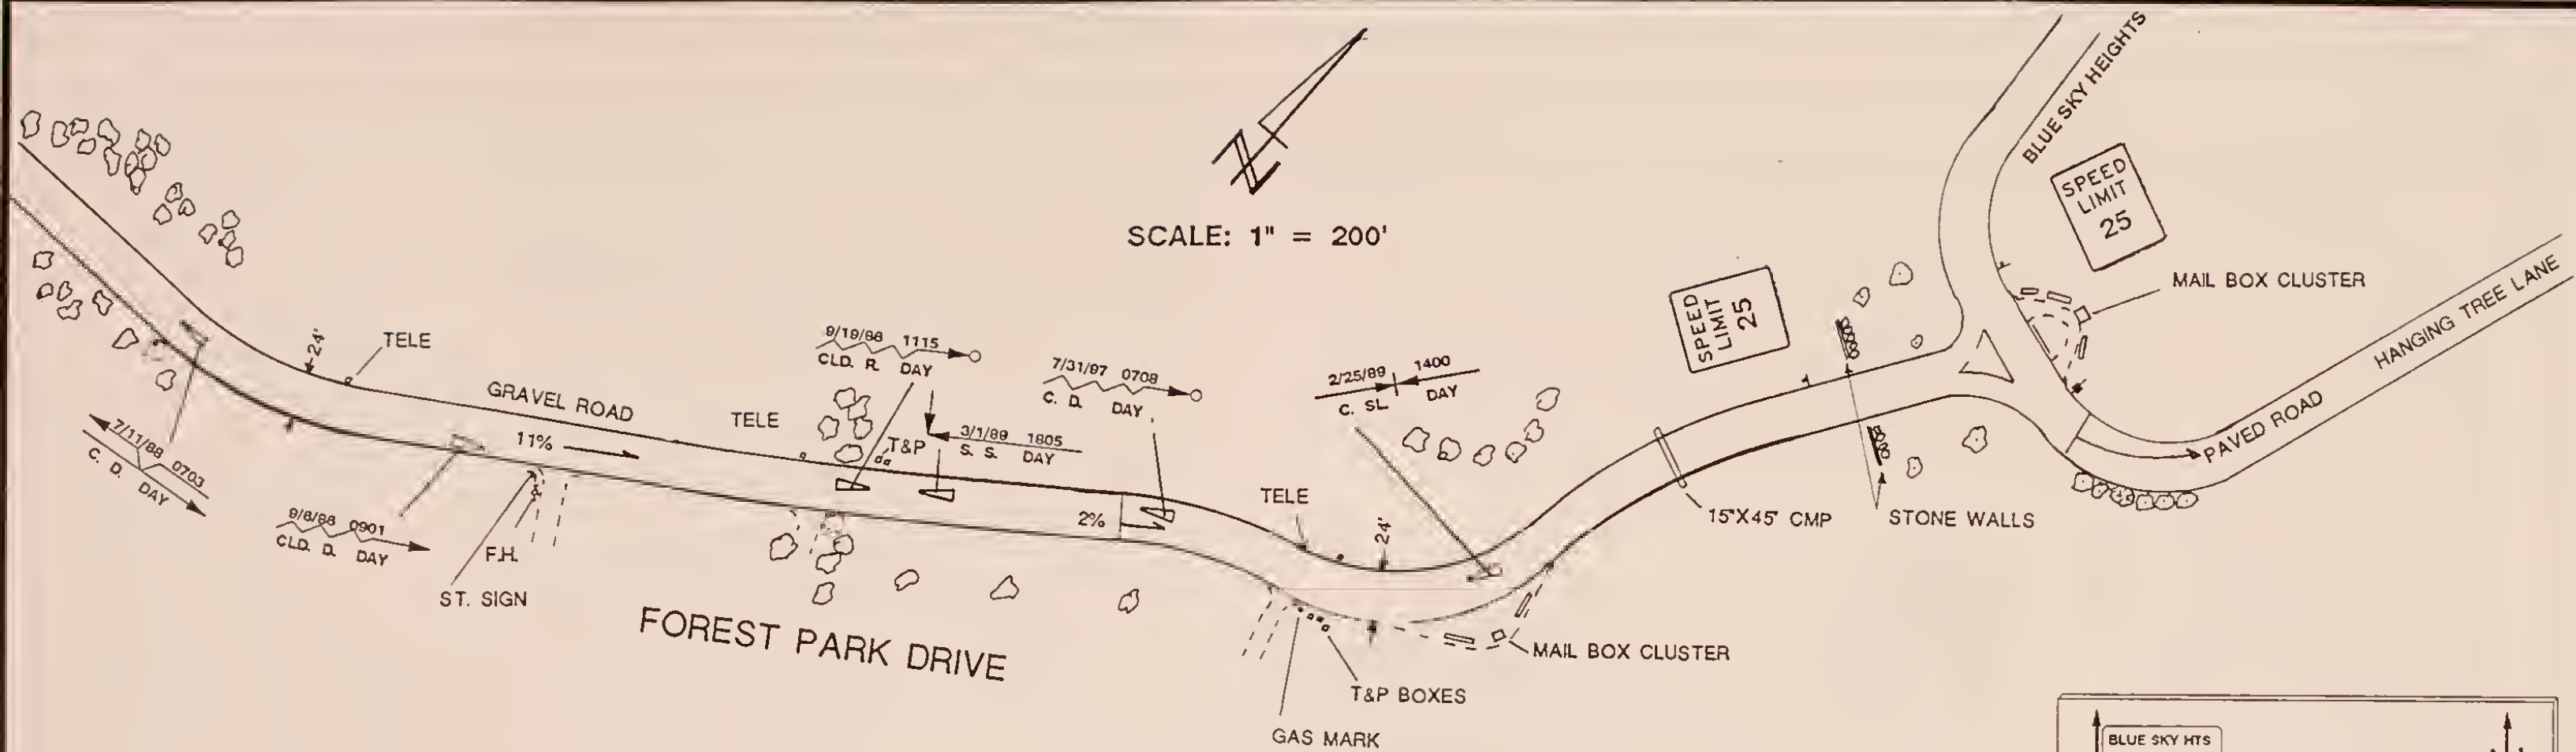 BLUE SKY HEIGHTS
SPEED
LIMIT
25
N
SCALE: 1" = 200'
MAIL BOX CLUSTER
HANGING TREE LANE
SPEED
LIMIT
25
24'
TELE
9/19/88 1115
CLD. R. DAY
7/31/97 0708
C. D. DAY
2/25/89 1400
C. SL. DAY
GRAVEL ROAD
TELE
3/1/89 1805
S. S. DAY
T&P
11%
PAVED ROAD
7/11/88 0703
C. D. DAY
9/8/88 0901
CLD. D. DAY
2%
TELE
24'
15"X45' CMP
STONE WALLS
F.H.
ST. SIGN
FOREST PARK DRIVE
MAIL BOX CLUSTER
T&P BOXES
GAS MARK
BLUE SKY HTS